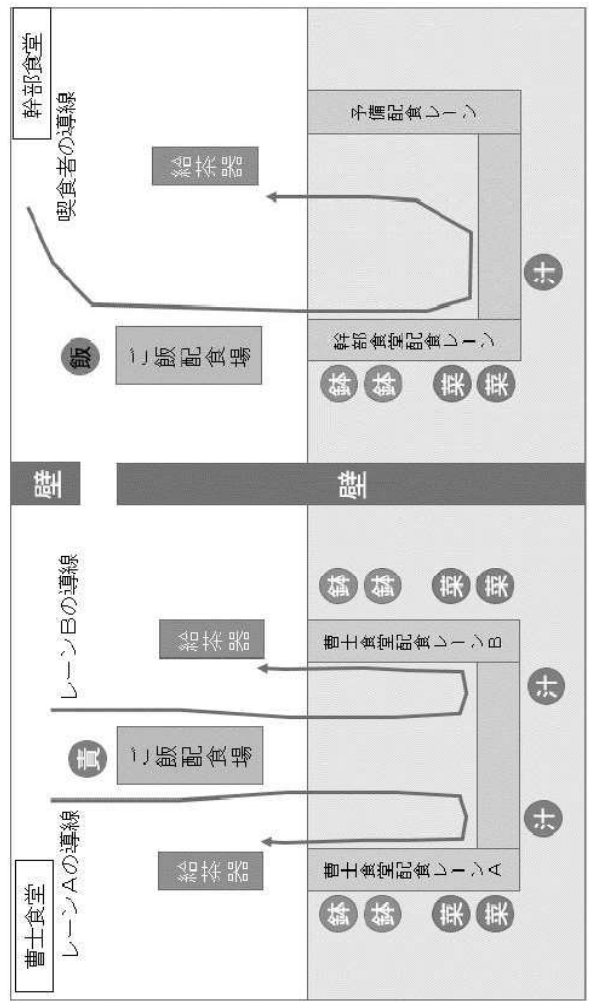 曹士食堂
壁
幹部食堂
レーンAの導線
レーンBの導線
喫食者の導線
責
飯
給茶器
ご飯配食場
給茶器
ご飯配食場
給茶器
壁
鉢
鉢
菜
菜
曹士食堂配食レーンA
汁
汁
曹士食堂配食レーンB
鉢
鉢
菜
菜
鉢
鉢
菜
菜
幹部食堂配食レーン
汁
予備配食レーン